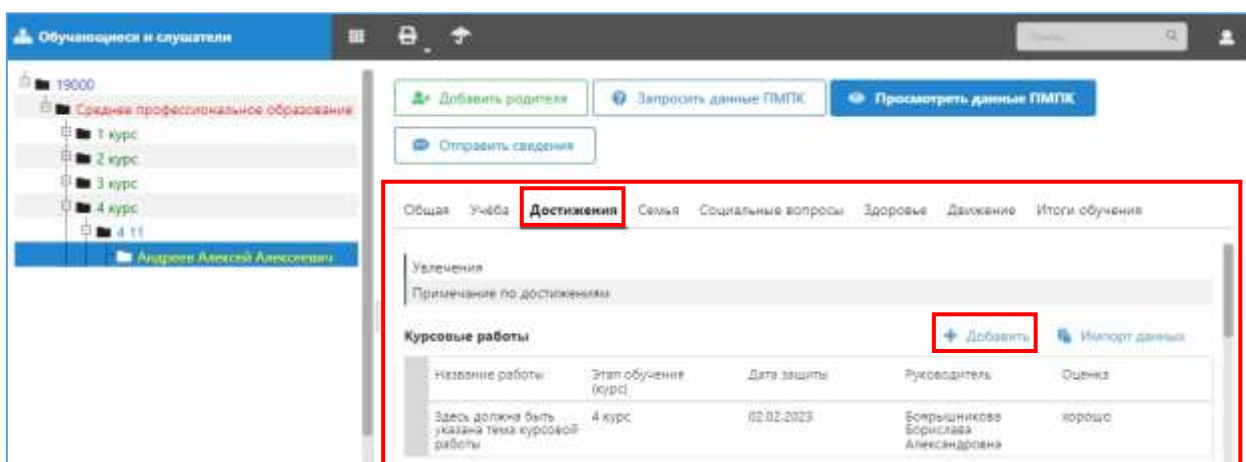 Обучающиеся и слушатели
Поиск...
19000
Среднее профессиональное образование
1 курс
2 курс
3 курс
4 курс
4 11
Андреев Алексей Алексеевич
Добавить родителя
Запросить данные ПМПК
Просмотреть данные ПМПК
Отправить сведения
Общая Учёба Достижения Семья Социальные вопросы Здоровье Движение Итоги обучения
Увлечения
Примечание по достижениям
Курсовые работы Добавить Импорт данных
Название работы Этап обучения Дата защиты Руководитель Оценка
(курс)
Здесь должна быть 4 курс 02.02.2023 Боярышникова хорошо
указана тема курсовой Борислава
работы Александровна